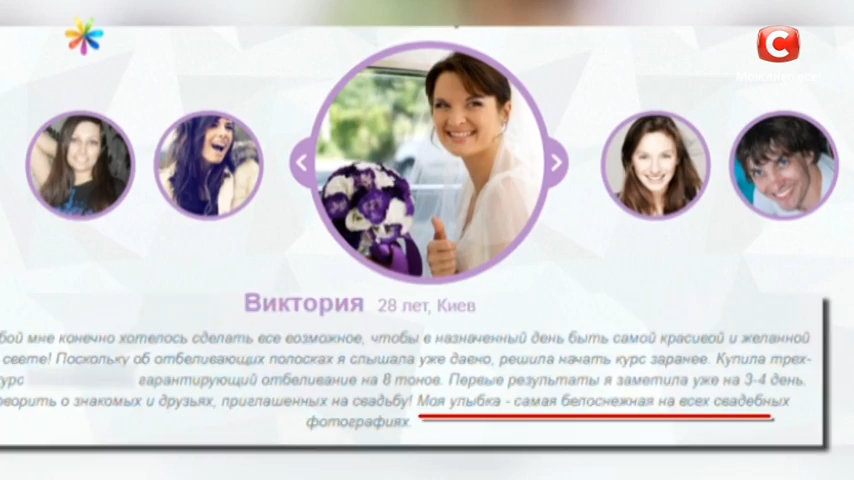 Виктория 28 лет, Киев
бой мне конечно хотелось сделать все возможное, чтобы в назначенный день быть самой красивой и желанной
свете! Поскольку об отбеливающих полосках я слышала уже давно, решила начать курс заранее. Купила трех-
курс гарантирующий отбеливание на 8 тонов. Первые результаты я заметила уже на 3-4 день.
оворить о знакомых и друзьях, приглашенных на свадьбу! Моя улыбка - самая белоснежная на всех свадебных
фотографиях.